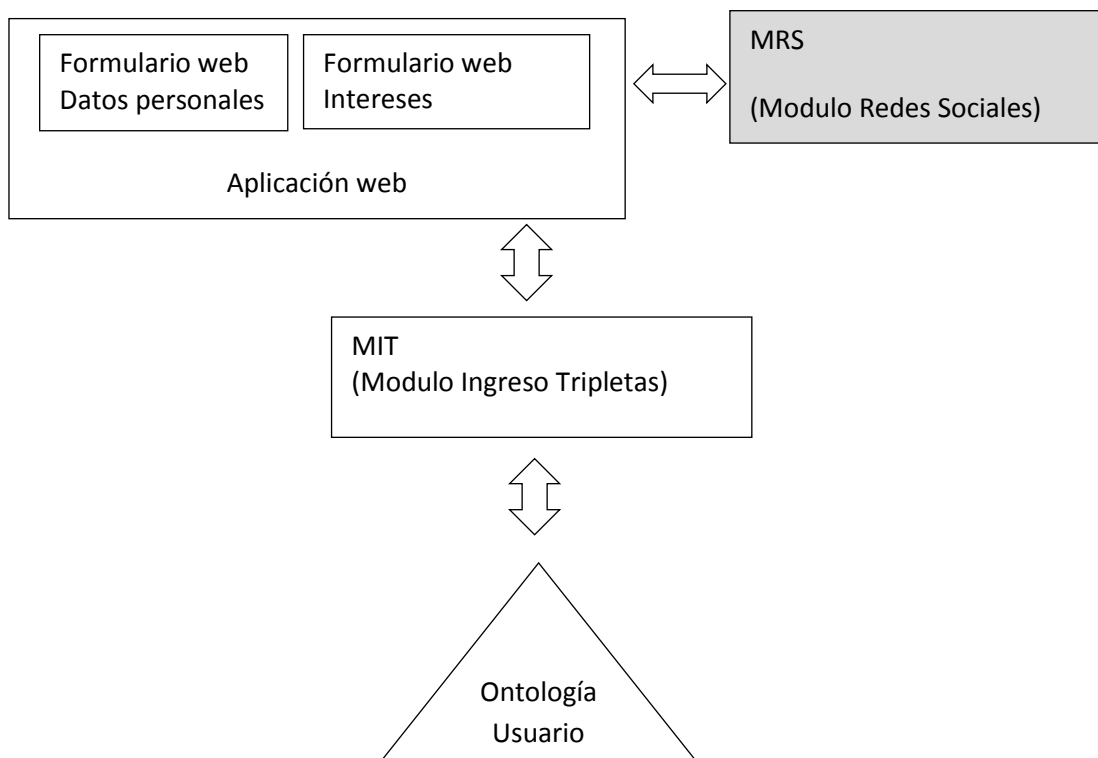 Formulario web
Datos personales
Formulario web
Intereses
Aplicación web
MRS
(Modulo Redes Sociales)
MIT
(Modulo Ingreso Tripletas)
Ontología
Usuario